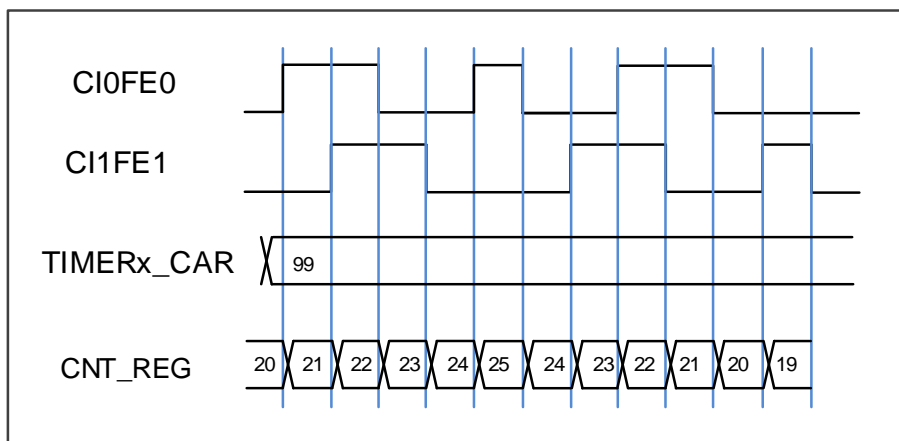 CI0FE0
CI1FE1
TIMERx_CAR 99
CNT_REG 20 21 22 23 24 25 24 23 22 21 20 19